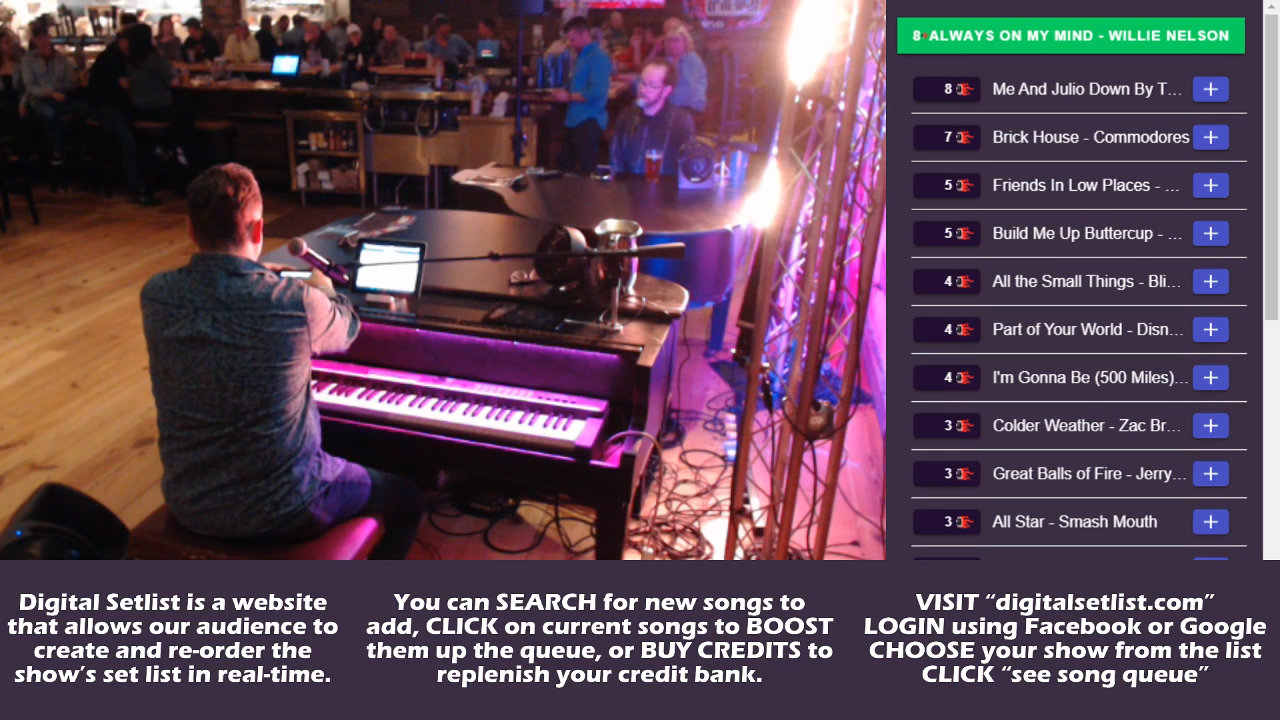 8 ALWAYS ON MY MIND - WILLIE NELSON
8 Me And Julio Down By T...
7 Brick House - Commodores
5 Friends In Low Places - ...
5 Build Me Up Buttercup - ...
4 All the Small Things - Bli...
4 Part of Your World - Disn...
4 I'm Gonna Be (500 Miles)...
3 Colder Weather - Zac Br...
3 Great Balls of Fire - Jerry...
3 All Star - Smash Mouth
Digital Setlist is a website
that allows our audience to
create and re-order the
show's set list in real-time.
You can SEARCH for new songs to
add, CLICK on current songs to BOOST
them up the queue, or BUY CREDITS to
replenish your credit bank.
VISIT “digitalsetlist.com”
LOGIN using Facebook or Google
CHOOSE your show from the list
CLICK “see song queue”